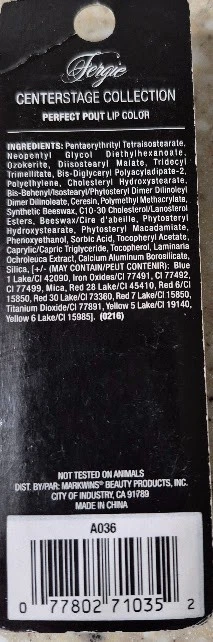 Fergie
CENTERSTAGE COLLECTION
PERFECT POUT LIP COLOR
INGREDIENTS: Pentaerythrityl Tetraisostearate,
Neopentyl Glycol Diethylhexanoate,
Ozokerite, Diisostearyl Malate, Tridecyl
Trimellitate, Bis-Diglyceryl Polyacyladipate-2,
Polyethylene, Cholesteryl Hydroxystearate,
Bis-Behenyl/Isostearyl/Phytosteryl Dimer Dilinoleyl
Dimer Dilinoleate, Ceresin, Polymethyl Methacrylate,
Synthetic Beeswax, C10-30 Cholesterol/Lanosterol
Esters, Beeswax/Cire d'abeille, Phytosteryl
Hydroxystearate, Phytosteryl Macadamiate,
Phenoxyethanol, Sorbic Acid, Tocopheryl Acetate,
Caprylic/Capric Triglyceride, Tocopherol, Laminaria
Ochroleuca Extract, Calcium Aluminum Borosilicate,
Silica, [+/- (MAY CONTAIN/PEUT CONTENIR): Blue
1 Lake/CI 42090, Iron Oxides/CI 77491, CI 77492,
CI 77499, Mica, Red 28 Lake/CI 45410, Red 6/CI
15850, Red 30 Lake/CI 73360, Red 7 Lake/CI 15850,
Titanium Dioxide/CI 77891, Yellow 5 Lake/CI 19140,
Yellow 6 Lake/CI 15985]. (0216)
NOT TESTED ON ANIMALS
DIST. BY/PAR: MARKWINS® BEAUTY PRODUCTS, INC.
CITY OF INDUSTRY, CA 91789
MADE IN CHINA
A036
0 77802 71035 2